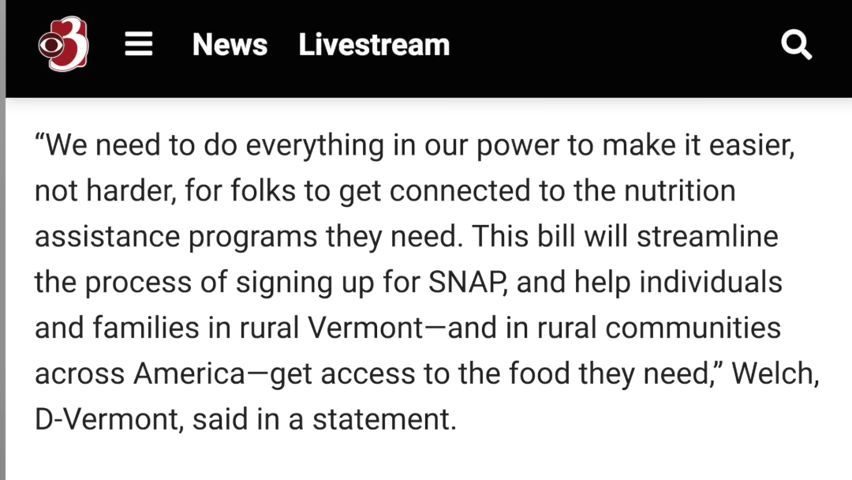 3 News Livestream
“We need to do everything in our power to make it easier,
not harder, for folks to get connected to the nutrition
assistance programs they need. This bill will streamline
the process of signing up for SNAP, and help individuals
and families in rural Vermont—and in rural communities
across America—get access to the food they need,” Welch,
D-Vermont, said in a statement.